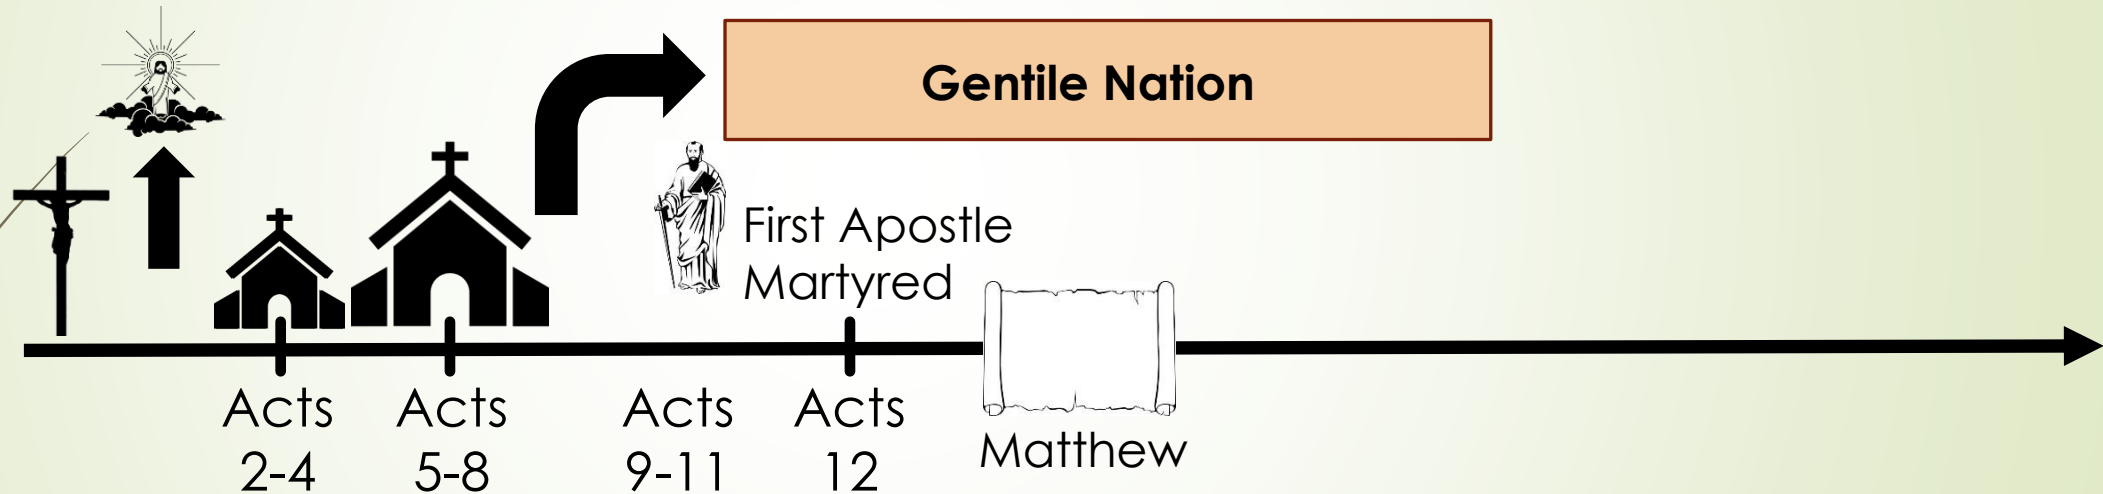 Gentile Nation
First Apostle
Martyred
Acts
2-4
Acts
5-8
Acts
9-11
Acts
12
Matthew